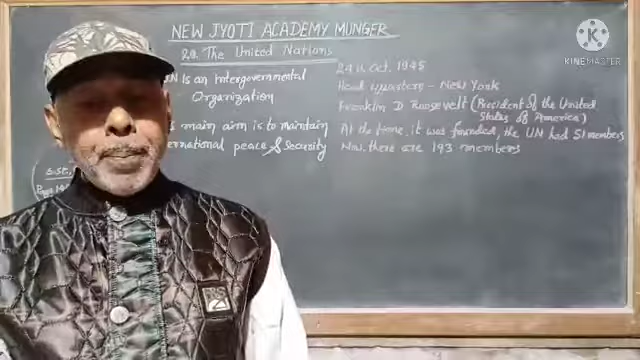 NEW JYOTI ACADEMY MUNGER
20. The United Nations
is an intergovernmental
Organization
main aim is to maintain
peace & Security
S.St.
24th Oct. 1945
Head quarters - New York
Franklin D Roosevelt (President of the United
States of America)
At the time, it was founded, the UN had 51 members
Now, there are 193 members
KINEMASTER